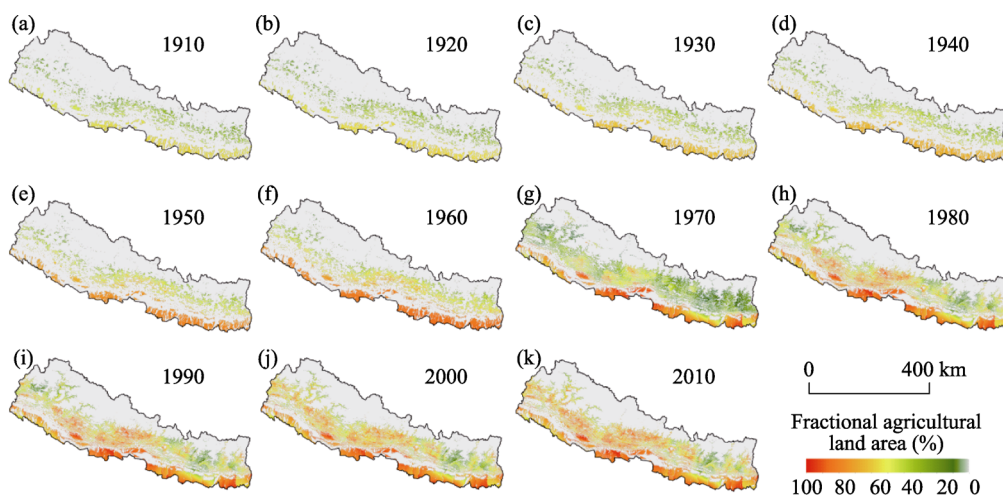 (a) 1910
(b) 1920
(c) 1930
(d) 1940
(e) 1950
(f) 1960
(g) 1970
(h) 1980
(i) 1990
(j) 2000
(k) 2010
0 400 km
Fractional agricultural
land area (%)
100 80 60 40 20 0